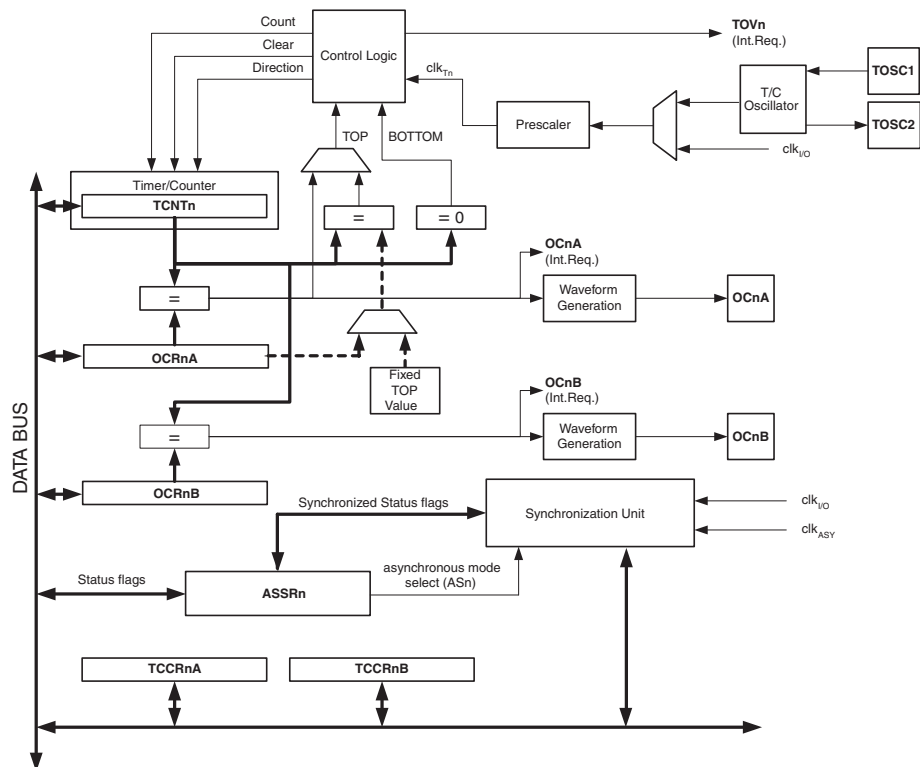 Count
Clear
Direction
Control Logic
TOVn
(Int.Req.)
clkTn
TOP
BOTTOM
Prescaler
T/C
Oscillator
TOSC1
TOSC2
clkI/O
Timer/Counter
TCNTn
=
= 0
=
OCnA
(Int.Req.)
Waveform
Generation
OCnA
OCRnA
Fixed
TOP
Value
OCnB
(Int.Req.)
=
Waveform
Generation
OCnB
OCRnB
DATA BUS
Synchronized Status flags
Synchronization Unit
clkI/O
clkASY
Status flags
ASSRn
asynchronous mode
select (ASn)
TCCRnA
TCCRnB